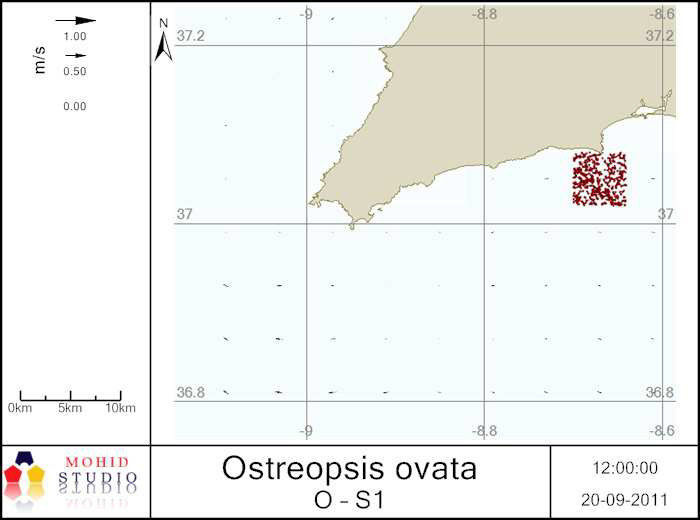 m/s
1.00
0.50
0.00
N
-9 -8.8 -8.6
37.2 37.2
37 37
36.8 36.8
-9 -8.8 -8.6
0km 5km 10km
MOHID
STUDIO
Ostreopsis ovata
O - S1
12:00:00
20-09-2011